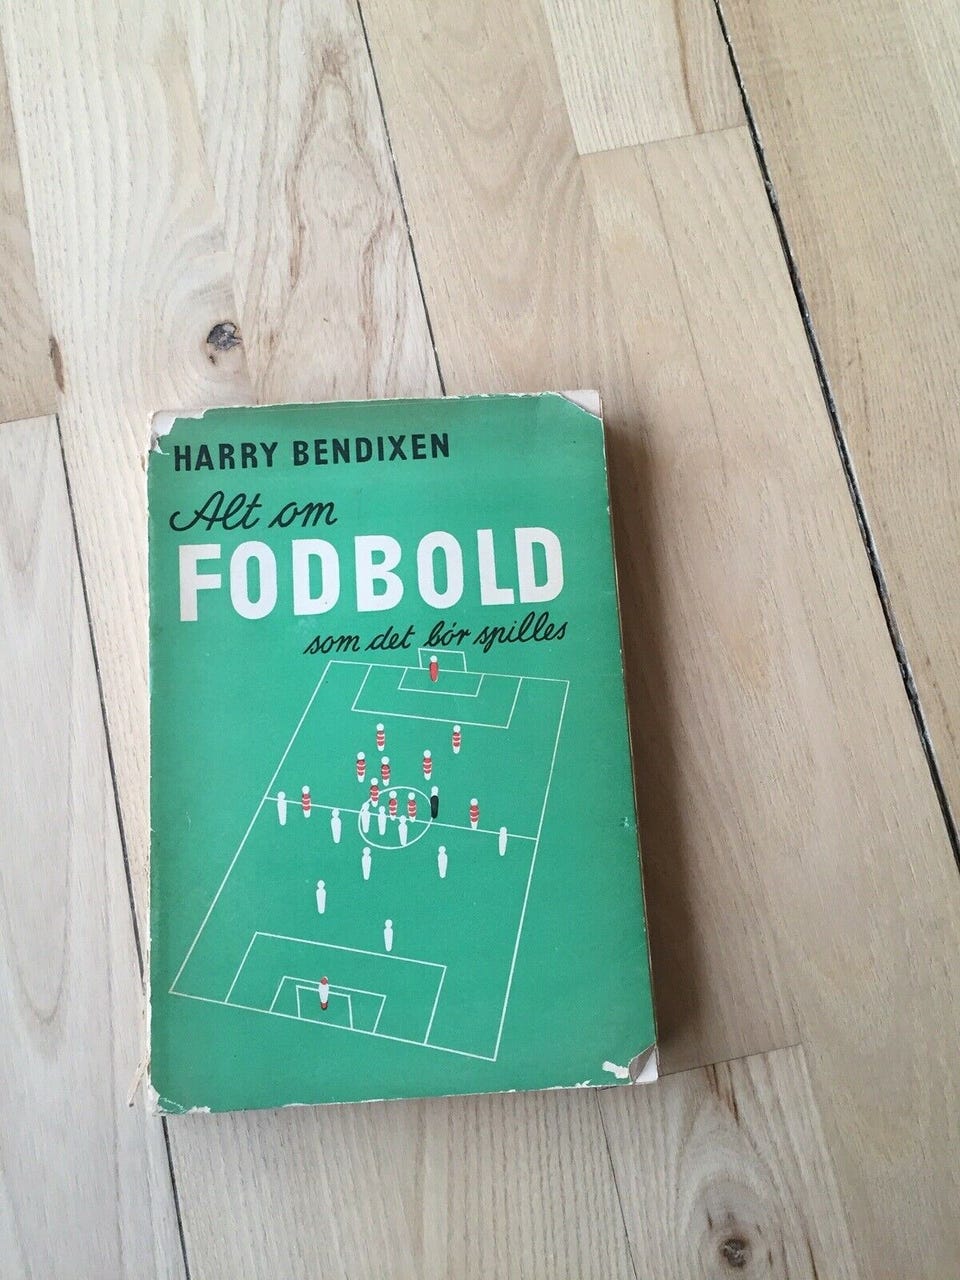 HARRY BENDIXEN
Alt om
FODBOLD
som det bør spilles